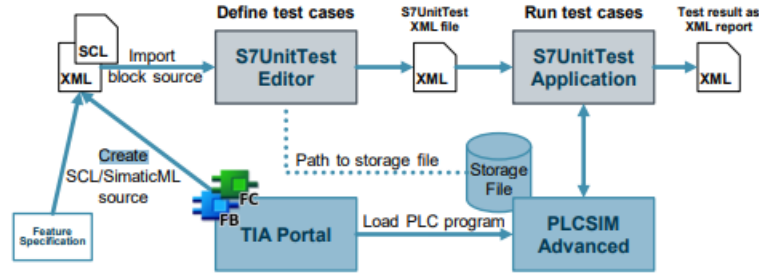 Define test cases
S7UnitTest
XML file
Run test cases
Test result as
XML report
SCL
XML
Import
block source
S7UnitTest
Editor
XML
S7UnitTest
Application
XML
Create
SCL/SimaticML
source
Path to storage file
Storage
File
Feature
Specification
FC
FB
TIA Portal
Load PLC program
PLCSIM
Advanced